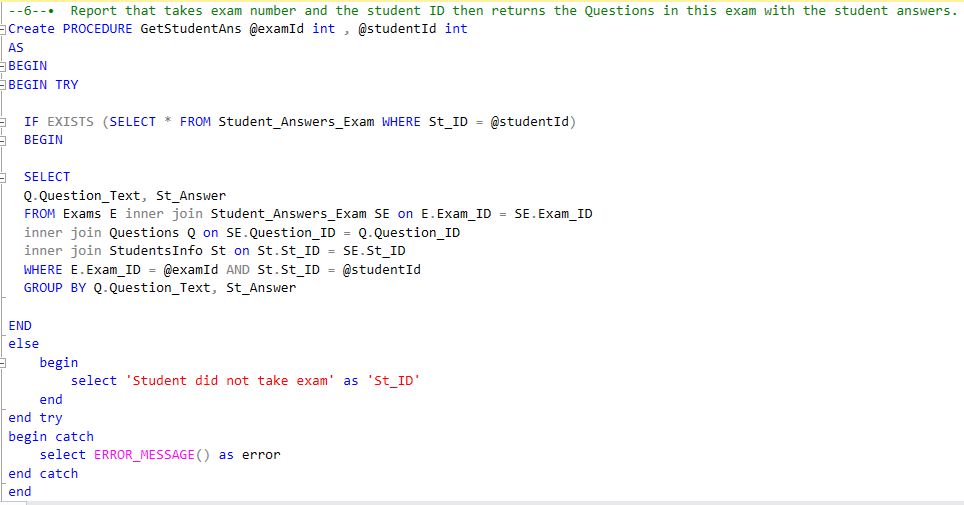 --6--• Report that takes exam number and the student ID then returns the Questions in this exam with the student answers.
Create PROCEDURE GetStudentAns @examId int , @studentId int
AS
BEGIN
BEGIN TRY
IF EXISTS (SELECT * FROM Student_Answers_Exam WHERE St_ID = @studentId)
BEGIN
SELECT
Q.Question_Text, St_Answer
FROM Exams E inner join Student_Answers_Exam SE on E.Exam_ID = SE.Exam_ID
inner join Questions Q on SE.Question_ID = Q.Question_ID
inner join StudentsInfo St on St.St_ID = SE.St_ID
WHERE E.Exam_ID = @examId AND St.St_ID = @studentId
GROUP BY Q.Question_Text, St_Answer
END
else
begin
select 'Student did not take exam' as 'St_ID'
end
end try
begin catch
select ERROR_MESSAGE() as error
end catch
end